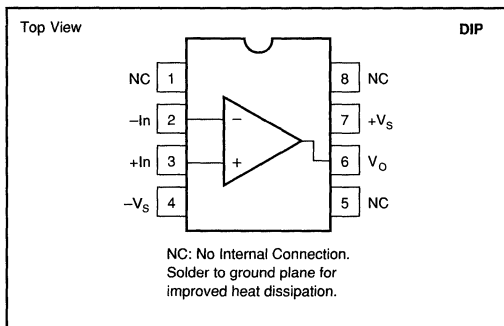 Top View
DIP
NC 1
8 NC
–In 2
–
7 +V_S
+In 3
+
6 V_O
–V_S 4
5 NC
NC: No Internal Connection.
Solder to ground plane for
improved heat dissipation.